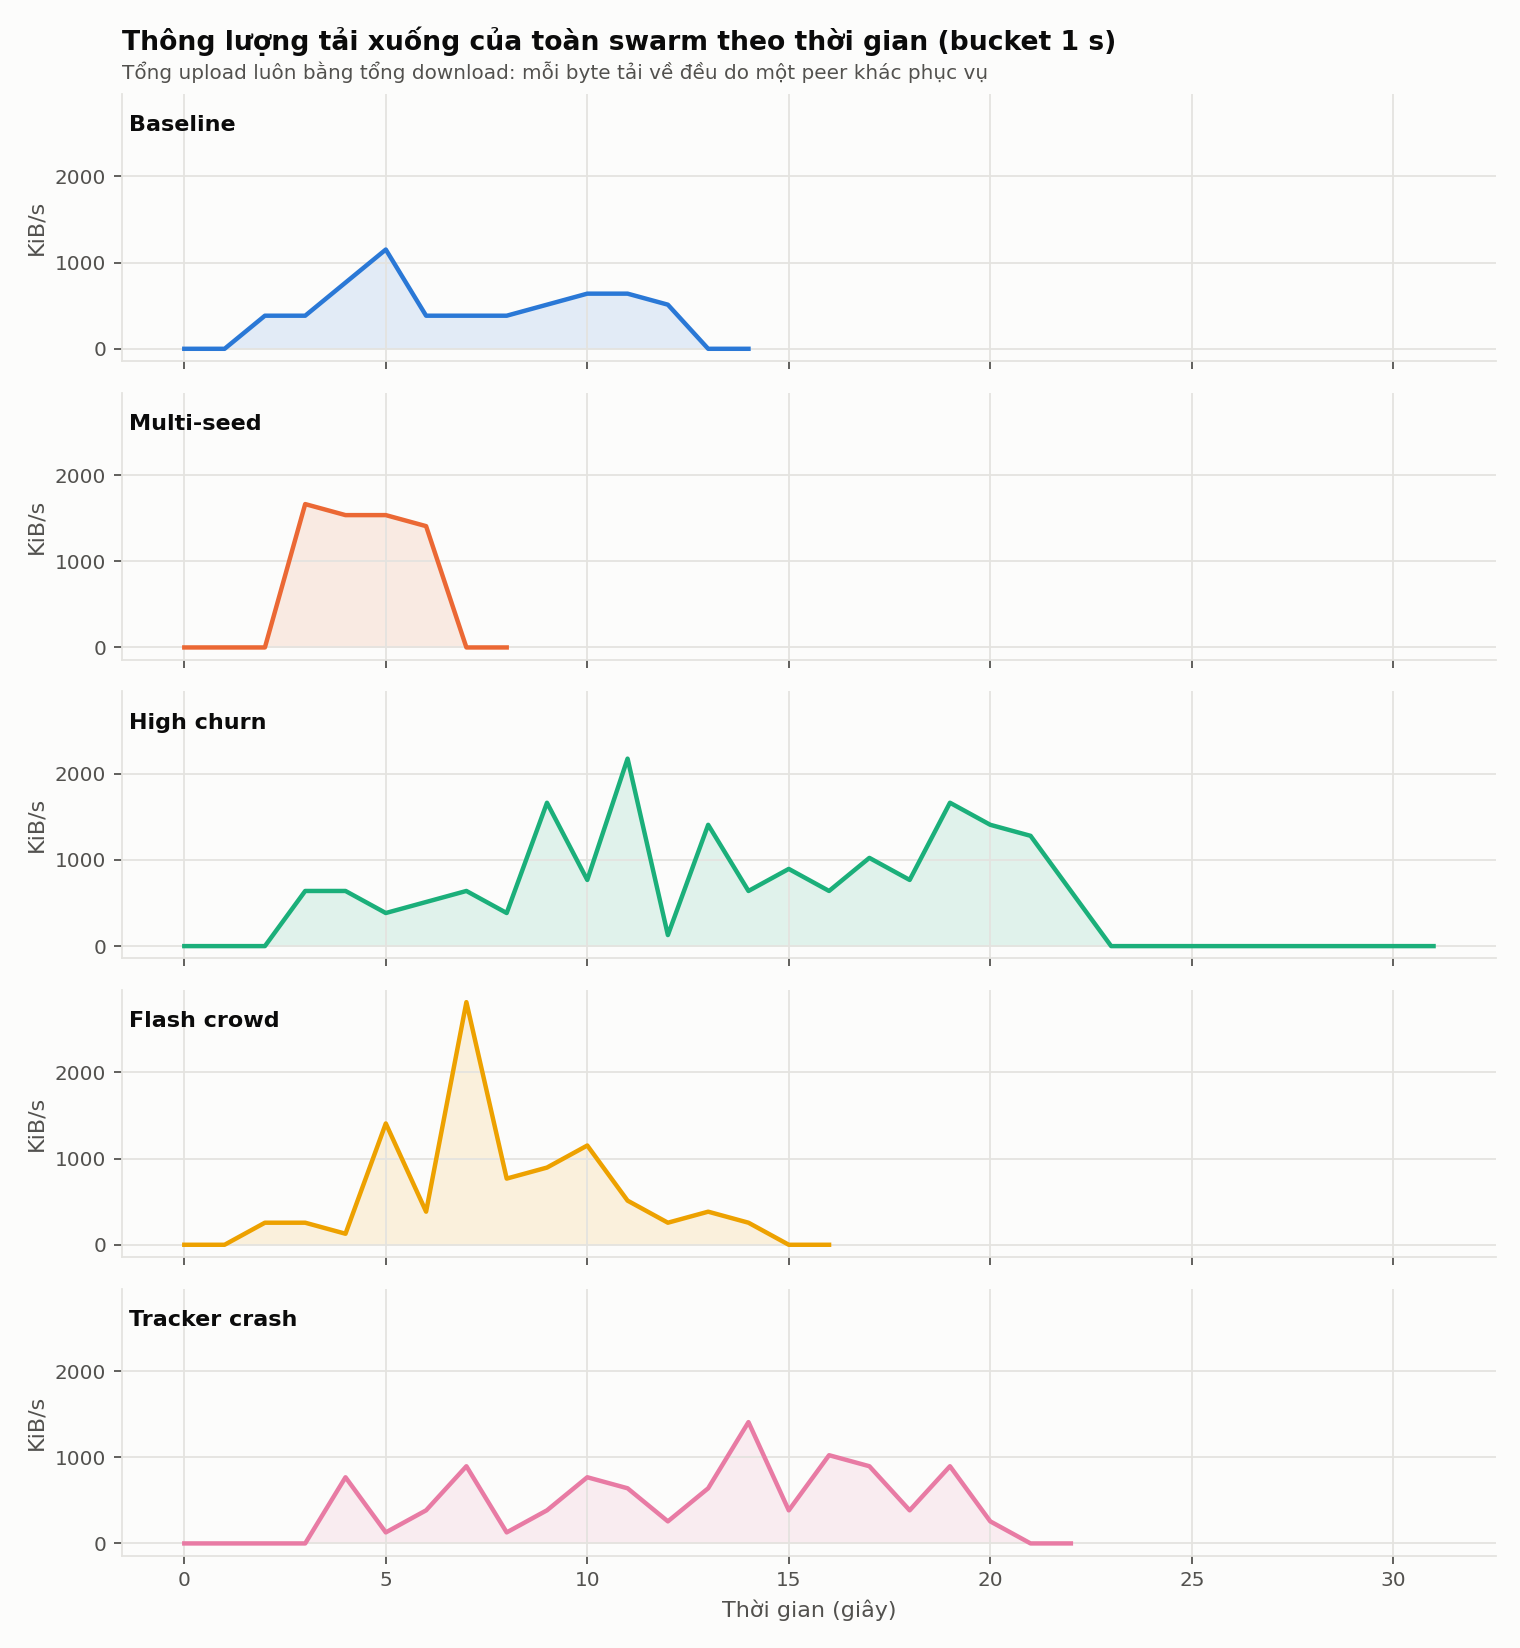 Thông lượng tải xuống của toàn swarm theo thời gian (bucket 1 s)
Tổng upload luôn bằng tổng download: mỗi byte tải về đều do một peer khác phục vụ
Baseline
KiB/s
2000
1000
0
Multi-seed
KiB/s
2000
1000
0
High churn
KiB/s
2000
1000
0
Flash crowd
KiB/s
2000
1000
0
Tracker crash
KiB/s
2000
1000
0
0 5 10 15 20 25 30
Thời gian (giây)